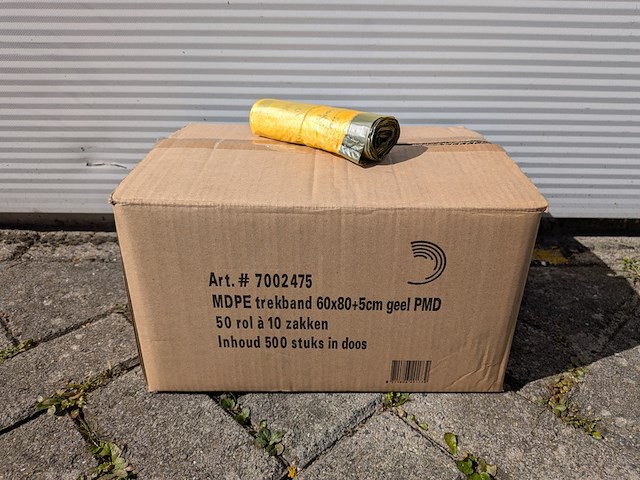 Art. # 7002475
MDPE trekband 60x80+5cm geel PMD
50 rol à 10 zakken
Inhoud 500 stuks in doos